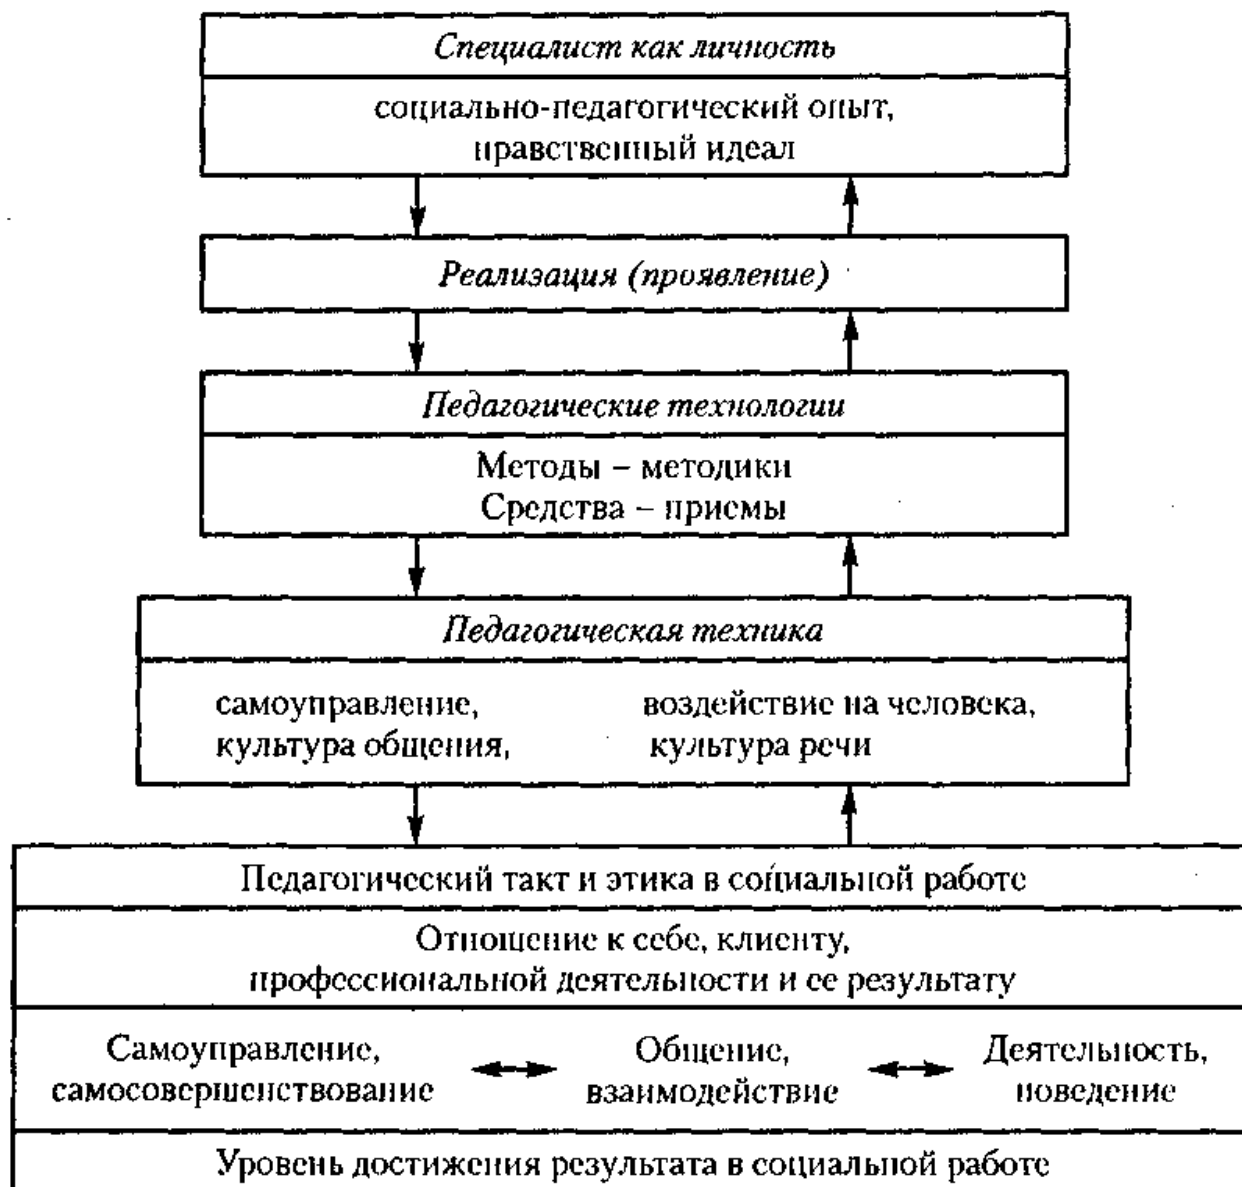 Специалист как личность
социально-педагогический опыт,
нравственный идеал
Реализация (проявление)
Педагогические технологии
Методы – методики
Средства – приемы
Педагогическая техника
самоуправление, воздействие на человека,
культура общения, культура речи
Педагогический такт и этика в социальной работе
Отношение к себе, клиенту,
профессиональной деятельности и ее результату
Самоуправление, Общение, Деятельность,
самосовершенствование взаимодействие поведение
Уровень достижения результата в социальной работе